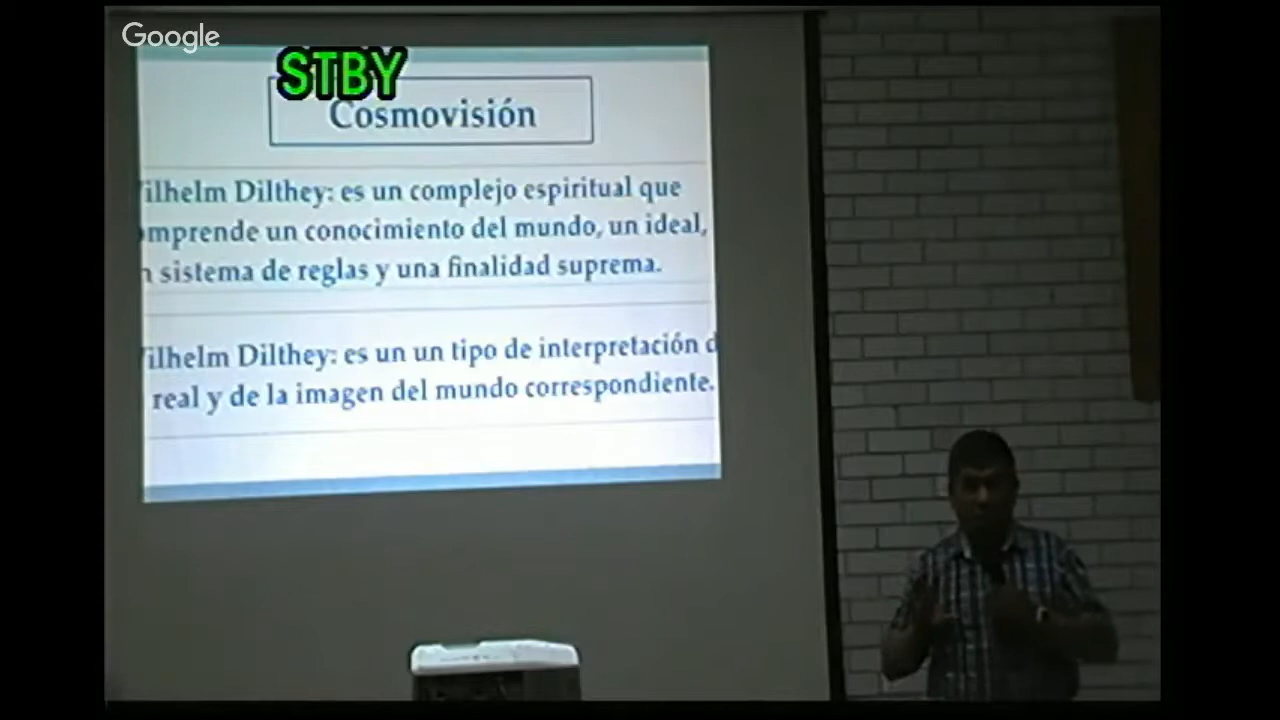 Google
STBY
Cosmovisión
ilhelm Dilthey: es un complejo espiritual que
mprende un conocimiento del mundo, un ideal,
n sistema de reglas y una finalidad suprema.
ilhelm Dilthey: es un un tipo de interpretación d
real y de la imagen del mundo correspondiente.